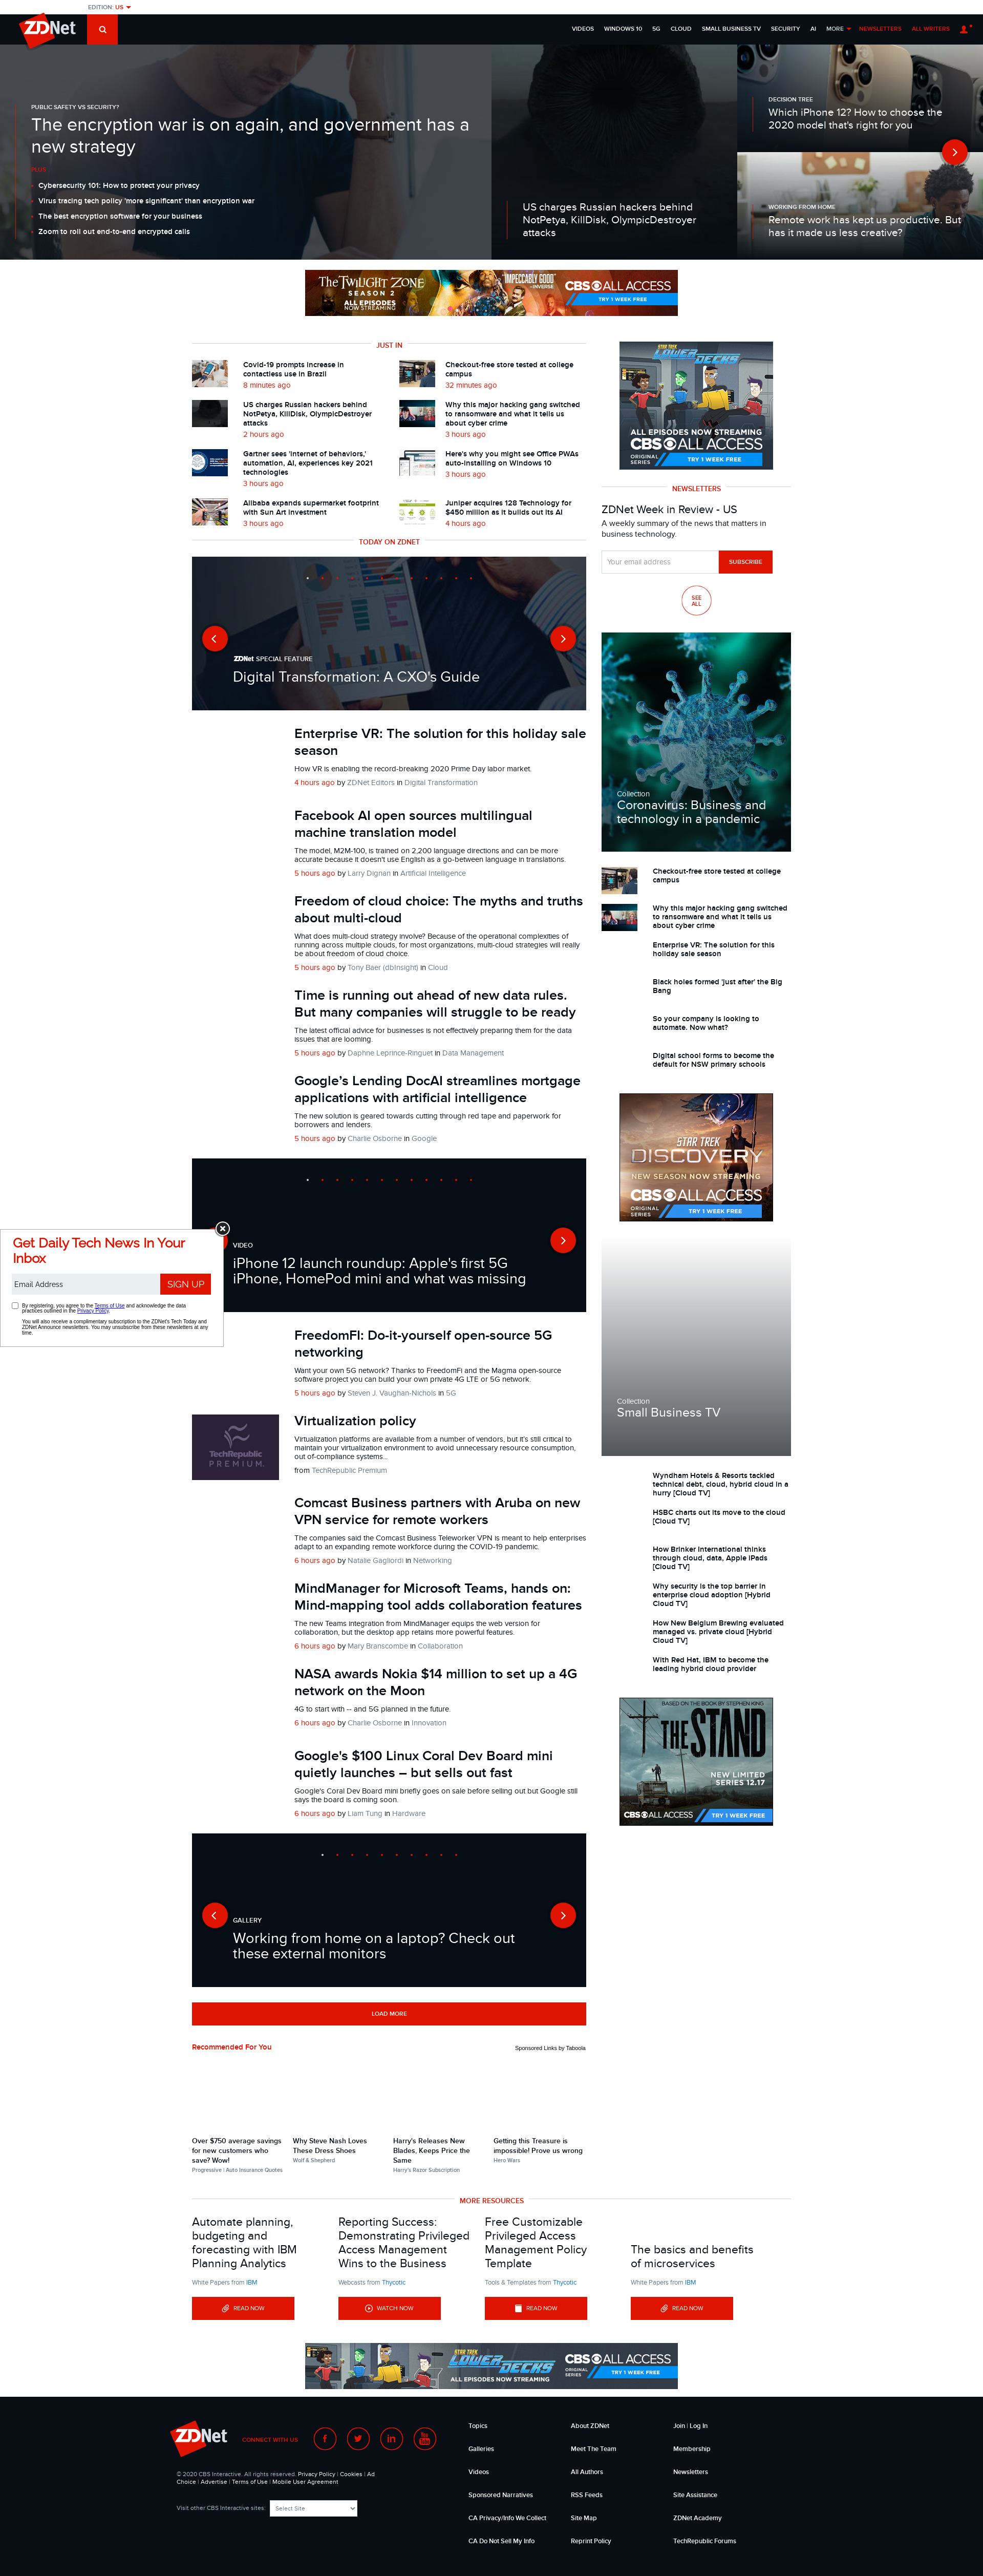 EDITION: US
ZDNet
VIDEOS WINDOWS 10 5G CLOUD SMALL BUSINESS TV SECURITY AI MORE NEWSLETTERS ALL WRITERS
PUBLIC SAFETY VS SECURITY?
The encryption war is on again, and government has a
new strategy
PLUS
Cybersecurity 101: How to protect your privacy
Virus tracing tech policy 'more significant' than encryption war
The best encryption software for your business
Zoom to roll out end-to-end encrypted calls
US charges Russian hackers behind
NotPetya, KillDisk, OlympicDestroyer
attacks
DECISION TREE
Which iPhone 12? How to choose the
2020 model that's right for you
WORKING FROM HOME
Remote work has kept us productive. But
has it made us less creative?
THE TWILIGHT ZONE
SEASON 2
ALL EPISODES
NOW STREAMING
"IMPECCABLY GOOD"
-INVERSE
CBS ALL ACCESS
TRY 1 WEEK FREE
JUST IN
Covid-19 prompts increase in
contactless use in Brazil
8 minutes ago
Checkout-free store tested at college
campus
32 minutes ago
US charges Russian hackers behind
NotPetya, KillDisk, OlympicDestroyer
attacks
2 hours ago
Why this major hacking gang switched
to ransomware and what it tells us
about cyber crime
3 hours ago
Gartner sees 'internet of behaviors,'
automation, AI, experiences key 2021
technologies
3 hours ago
Here's why you might see Office PWAs
auto-installing on Windows 10
3 hours ago
Alibaba expands supermarket footprint
with Sun Art investment
3 hours ago
Juniper acquires 128 Technology for
$450 million as it builds out its AI
4 hours ago
TODAY ON ZDNET
ZDNet SPECIAL FEATURE
Digital Transformation: A CXO's Guide
Enterprise VR: The solution for this holiday sale
season
How VR is enabling the record-breaking 2020 Prime Day labor market.
4 hours ago by ZDNet Editors in Digital Transformation
Facebook AI open sources multilingual
machine translation model
The model, M2M-100, is trained on 2,200 language directions and can be more
accurate because it doesn't use English as a go-between language in translations.
5 hours ago by Larry Dignan in Artificial Intelligence
Freedom of cloud choice: The myths and truths
about multi-cloud
What does multi-cloud strategy involve? Because of the operational complexities of
running across multiple clouds, for most organizations, multi-cloud strategies will really
be about freedom of cloud choice.
5 hours ago by Tony Baer (dbInsight) in Cloud
Time is running out ahead of new data rules.
But many companies will struggle to be ready
The latest official advice for businesses is not effectively preparing them for the data
issues that are looming.
5 hours ago by Daphne Leprince-Ringuet in Data Management
Google's Lending DocAI streamlines mortgage
applications with artificial intelligence
The new solution is geared towards cutting through red tape and paperwork for
borrowers and lenders.
5 hours ago by Charlie Osborne in Google
VIDEO
iPhone 12 launch roundup: Apple's first 5G
iPhone, HomePod mini and what was missing
Get Daily Tech News In Your
Inbox
Email Address
SIGN UP
By registering, you agree to the Terms of Use and acknowledge the data
practices outlined in the Privacy Policy.
You will also receive a complimentary subscription to the ZDNet's Tech Today and
ZDNet Announce newsletters. You may unsubscribe from these newsletters at any
time.
FreedomFI: Do-it-yourself open-source 5G
networking
Want your own 5G network? Thanks to FreedomFi and the Magma open-source
software project you can build your own private 4G LTE or 5G network.
5 hours ago by Steven J. Vaughan-Nichols in 5G
TechRepublic
PREMIUM.
Virtualization policy
Virtualization platforms are available from a number of vendors, but it's still critical to
maintain your virtualization environment to avoid unnecessary resource consumption,
out of-compliance systems...
from TechRepublic Premium
Comcast Business partners with Aruba on new
VPN service for remote workers
The companies said the Comcast Business Teleworker VPN is meant to help enterprises
adapt to an expanding remote workforce during the COVID-19 pandemic.
6 hours ago by Natalie Gagliordi in Networking
MindManager for Microsoft Teams, hands on:
Mind-mapping tool adds collaboration features
The new Teams integration from MindManager equips the web version for
collaboration, but the desktop app retains more powerful features.
6 hours ago by Mary Branscombe in Collaboration
NASA awards Nokia $14 million to set up a 4G
network on the Moon
4G to start with -- and 5G planned in the future.
6 hours ago by Charlie Osborne in Innovation
Google's $100 Linux Coral Dev Board mini
quietly launches – but sells out fast
Google's Coral Dev Board mini briefly goes on sale before selling out but Google still
says the board is coming soon.
6 hours ago by Liam Tung in Hardware
GALLERY
Working from home on a laptop? Check out
these external monitors
LOAD MORE
STAR TREK
LOWER DECKS
ALL EPISODES NOW STREAMING
CBS ALL ACCESS
ORIGINAL
SERIES
TRY 1 WEEK FREE
NEWSLETTERS
ZDNet Week in Review - US
A weekly summary of the news that matters in
business technology.
Your email address
SUBSCRIBE
SEE
ALL
Collection
Coronavirus: Business and
technology in a pandemic
Checkout-free store tested at college
campus
Why this major hacking gang switched
to ransomware and what it tells us
about cyber crime
Enterprise VR: The solution for this
holiday sale season
Black holes formed 'just after' the Big
Bang
So your company is looking to
automate. Now what?
Digital school forms to become the
default for NSW primary schools
STAR TREK
DISCOVERY
NEW SEASON NOW STREAMING
CBS ALL ACCESS
ORIGINAL
SERIES
TRY 1 WEEK FREE
Collection
Small Business TV
Wyndham Hotels & Resorts tackled
technical debt, cloud, hybrid cloud in a
hurry [Cloud TV]
HSBC charts out its move to the cloud
[Cloud TV]
How Brinker International thinks
through cloud, data, Apple iPads
[Cloud TV]
Why security is the top barrier in
enterprise cloud adoption [Hybrid
Cloud TV]
How New Belgium Brewing evaluated
managed vs. private cloud [Hybrid
Cloud TV]
With Red Hat, IBM to become the
leading hybrid cloud provider
BASED ON THE BOOK BY STEPHEN KING
THE STAND
NEW LIMITED
SERIES 12.17
CBS ALL ACCESS
TRY 1 WEEK FREE
Recommended For You
Sponsored Links by Taboola
Over $750 average savings
for new customers who
save? Wow!
Progressive | Auto Insurance Quotes
Why Steve Nash Loves
These Dress Shoes
Wolf & Shepherd
Harry's Releases New
Blades, Keeps Price the
Same
Harry's Razor Subscription
Getting this Treasure is
impossible! Prove us wrong
Hero Wars
MORE RESOURCES
Automate planning,
budgeting and
forecasting with IBM
Planning Analytics
White Papers from IBM
READ NOW
Reporting Success:
Demonstrating Privileged
Access Management
Wins to the Business
Webcasts from Thycotic
WATCH NOW
Free Customizable
Privileged Access
Management Policy
Template
Tools & Templates from Thycotic
READ NOW
The basics and benefits
of microservices
White Papers from IBM
READ NOW
STAR TREK
LOWER DECKS
ALL EPISODES NOW STREAMING
CBS ALL ACCESS
ORIGINAL
SERIES
TRY 1 WEEK FREE
ZDNet
CONNECT WITH US
© 2020 CBS Interactive. All rights reserved. Privacy Policy | Cookies | Ad
Choice | Advertise | Terms of Use | Mobile User Agreement
Visit other CBS Interactive sites:
Select Site
Topics
Galleries
Videos
Sponsored Narratives
CA Privacy/Info We Collect
CA Do Not Sell My Info
About ZDNet
Meet The Team
All Authors
RSS Feeds
Site Map
Reprint Policy
Join | Log In
Membership
Newsletters
Site Assistance
ZDNet Academy
TechRepublic Forums